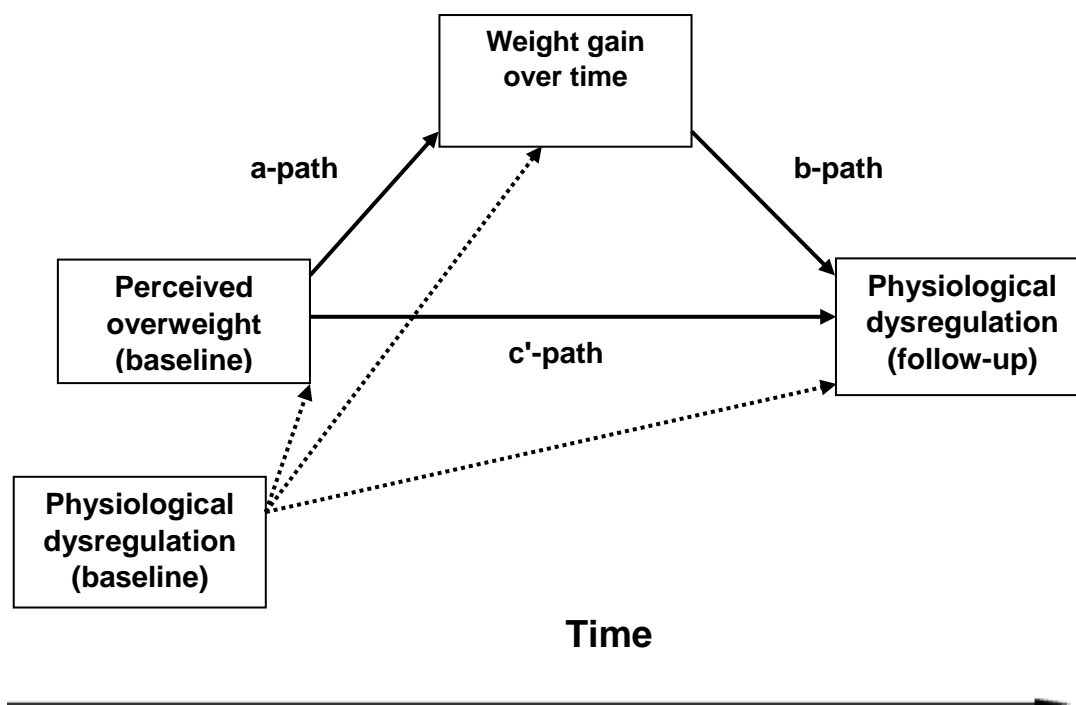 Weight gain
over time
a-path
b-path
Perceived
overweight
(baseline)
Physiological
dysregulation
(follow-up)
c'-path
Physiological
dysregulation
(baseline)
Time